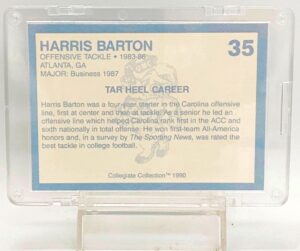 HARRIS BARTON 35
OFFENSIVE TACKLE • 1983-86
ATLANTA, GA
MAJOR: Business 1987
TAR HEEL CAREER
Harris Barton was a four-year starter in the Carolina offensive
line, first at center and then at tackle. As a senior he led an
offensive line which helped Carolina rank first in the ACC and
sixth nationally in total offense. He won first-team All-America
honors and, in a survey by The Sporting News, was rated the
best tackle in college football.
Collegiate Collection™ 1990